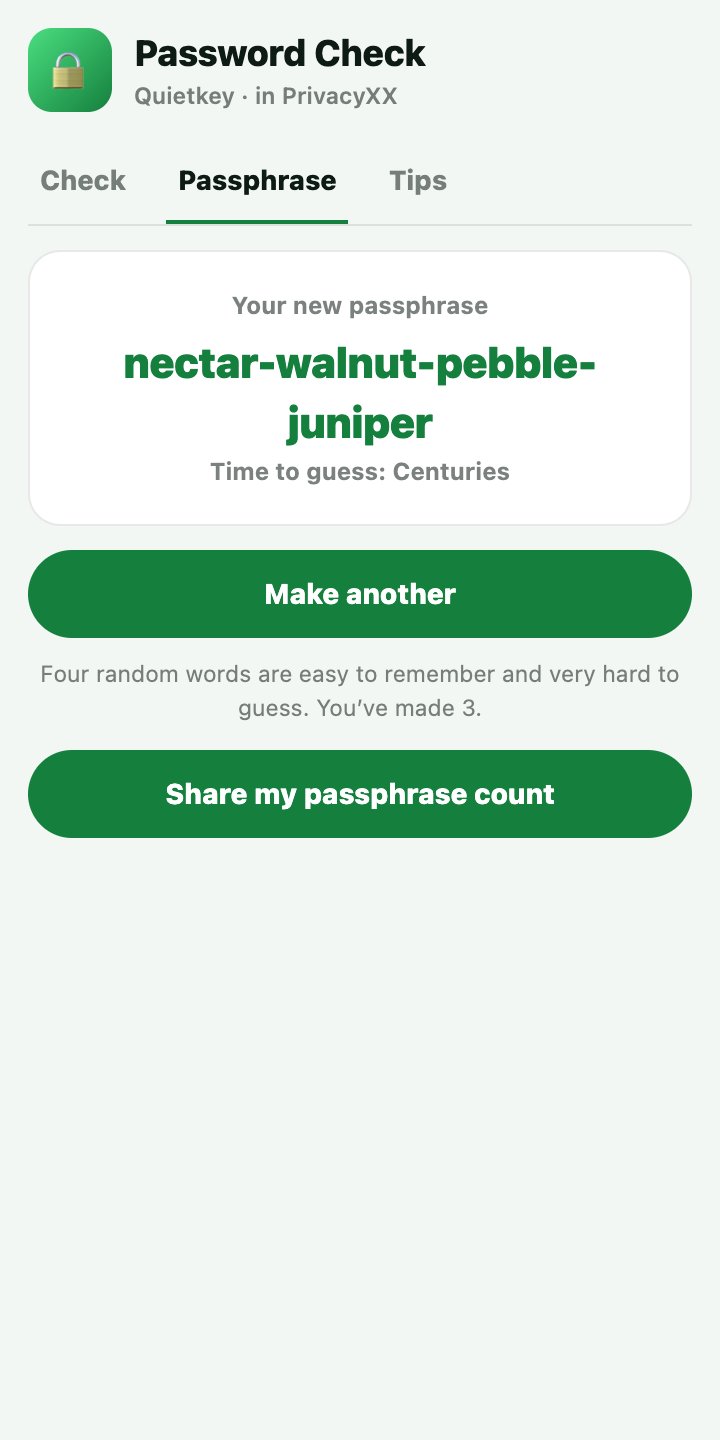 Password Check
Quietkey · in PrivacyXX
Check
Passphrase
Tips
Your new passphrase
nectar-walnut-pebble-
juniper
Time to guess: Centuries
Make another
Four random words are easy to remember and very hard to
guess. You’ve made 3.
Share my passphrase count